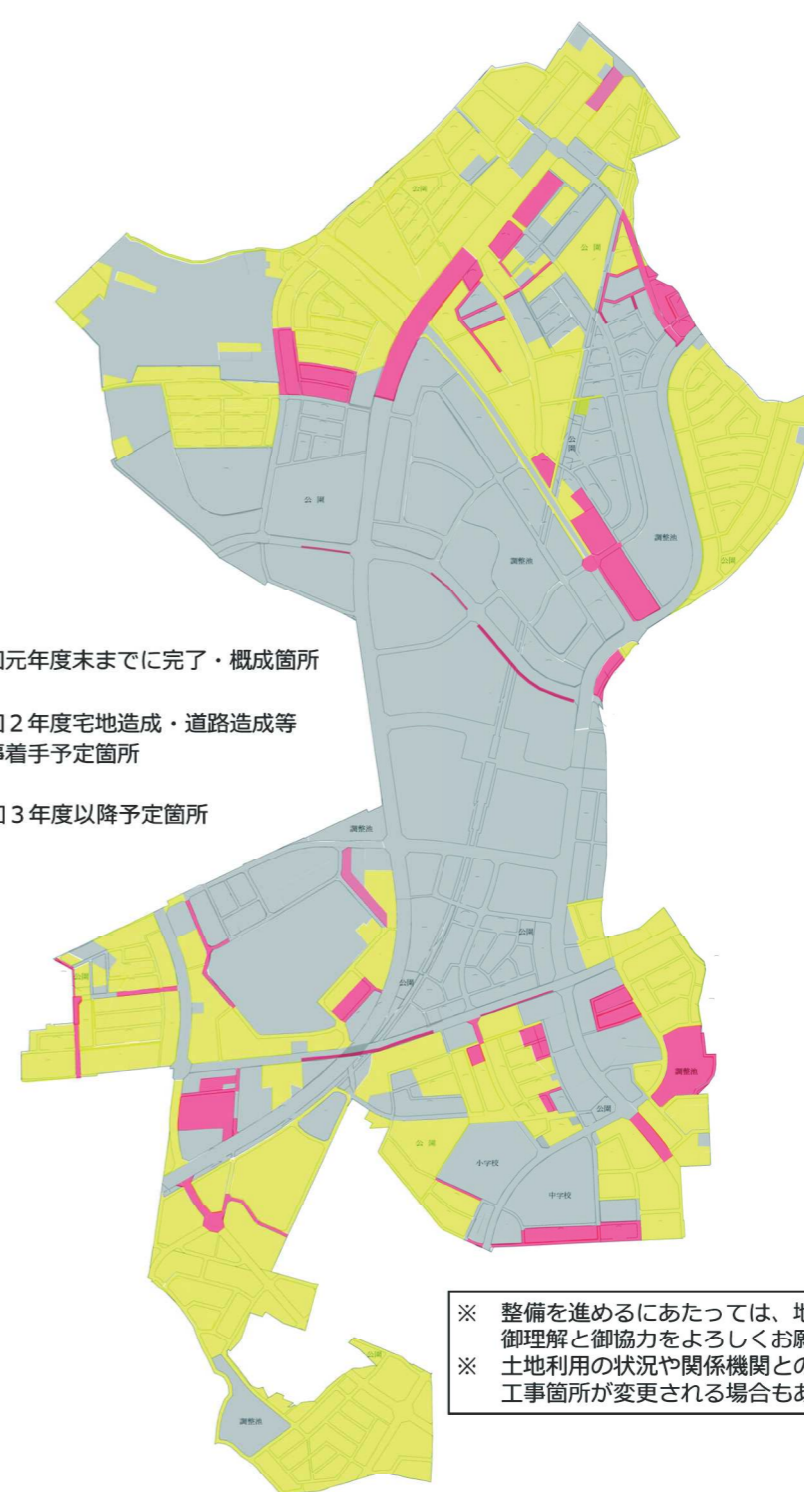 公園
公園
公園
公園
調整池
調整池
公園
元年度末までに完了・概成箇所
２年度宅地造成・道路造成等
着手予定箇所
３年度以降予定箇所
調整池
公園
公園
公園
調整池
公園
公園
小学校
中学校
※ 整備を進めるにあたっては、
御理解と御協力をよろしくお願
※ 土地利用の状況や関係機関との
工事箇所が変更される場合もあ
公園
調整池